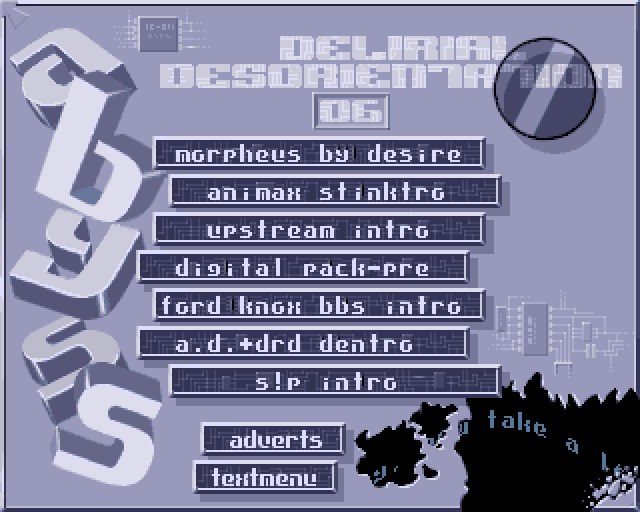 abyss
DELIRIAL
DESORIENTATION
06
morpheus by desire
animax stinktro
upstream intro
digital pack-pre
ford knox bbs intro
a.d.+drd dentro
s!p intro
adverts
textmenu
take a